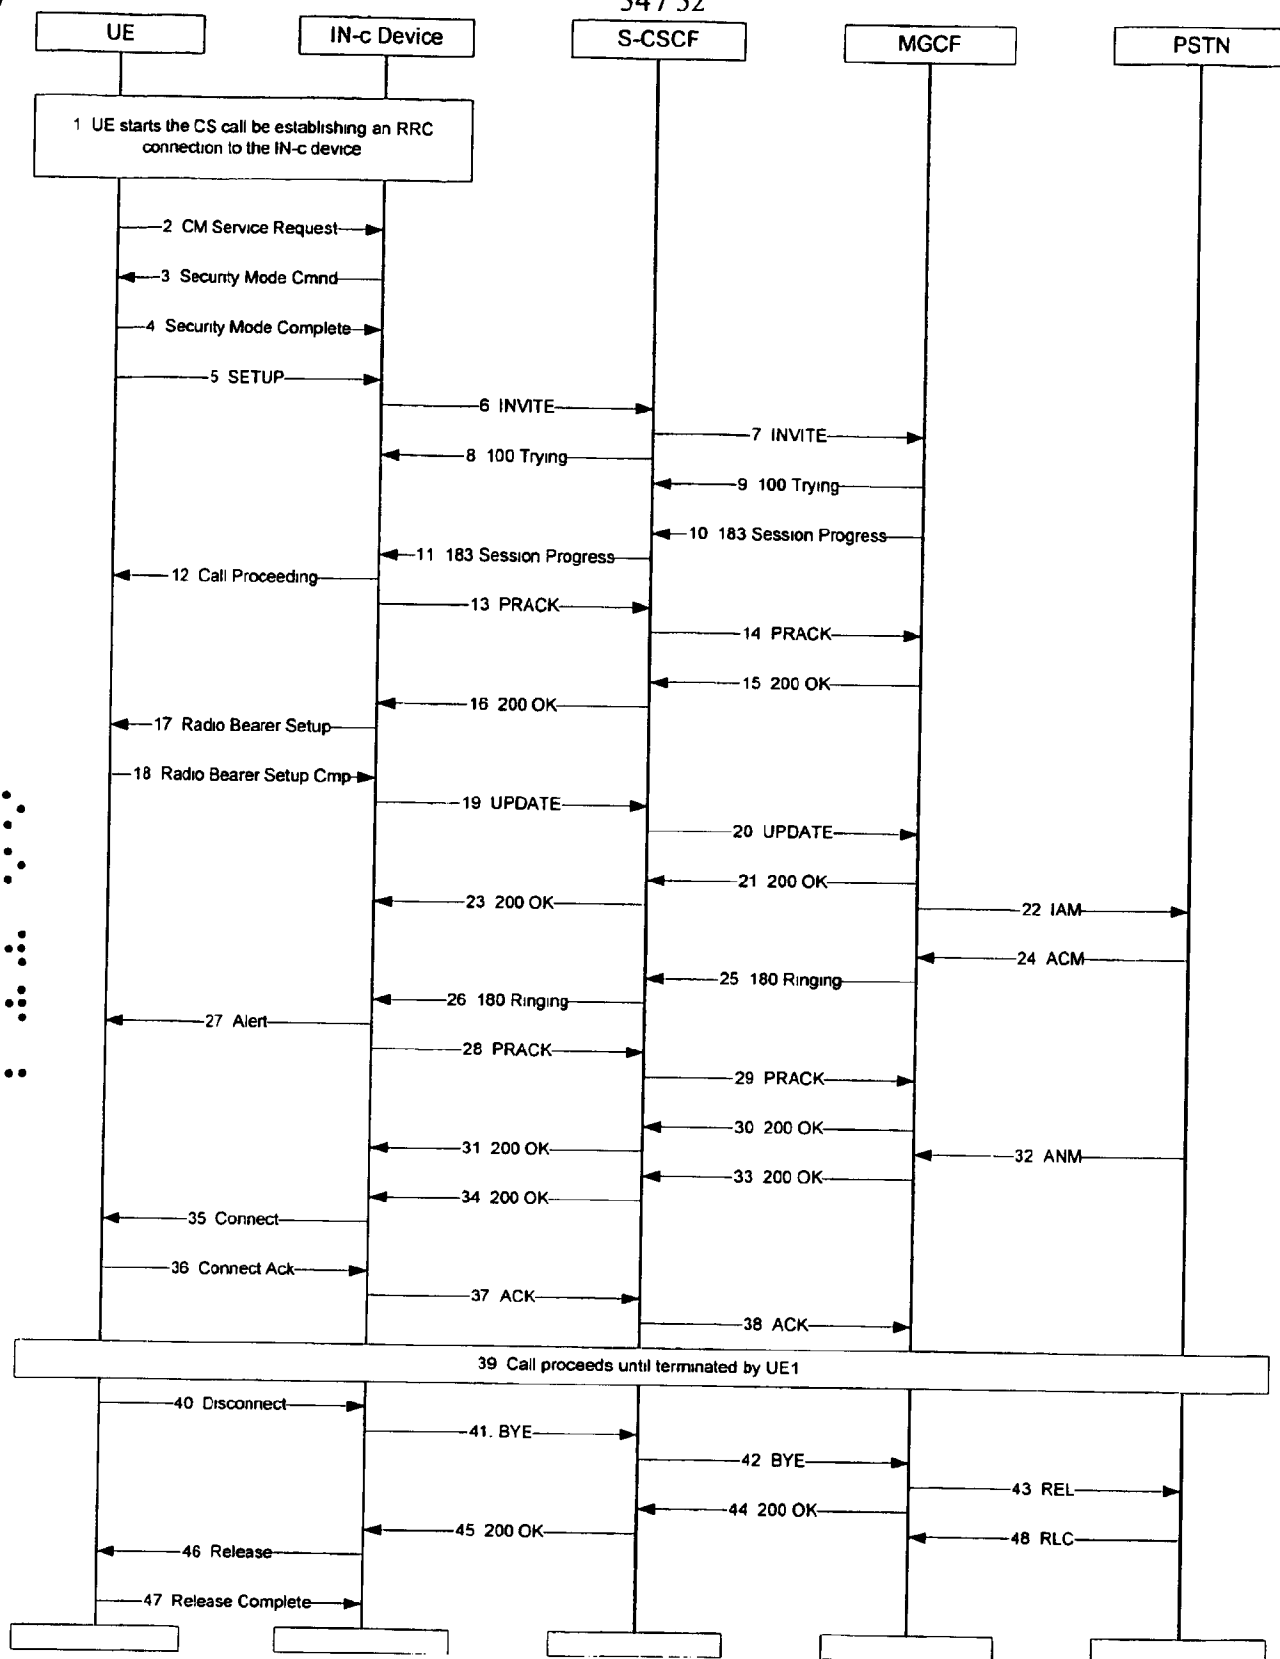 34 / 52
UE
IN-c Device
S-CSCF
MGCF
PSTN
1 UE starts the CS call be establishing an RRC
connection to the IN-c device
2 CM Service Request
3 Security Mode Cmnd
4 Security Mode Complete
5 SETUP
6 INVITE
7 INVITE
8 100 Trying
9 100 Trying
10 183 Session Progress
11 183 Session Progress
12 Call Proceeding
13 PRACK
14 PRACK
15 200 OK
16 200 OK
17 Radio Bearer Setup
18 Radio Bearer Setup Cmp
19 UPDATE
20 UPDATE
21 200 OK
23 200 OK
22 IAM
24 ACM
25 180 Ringing
26 180 Ringing
27 Alert
28 PRACK
29 PRACK
30 200 OK
31 200 OK
32 ANM
33 200 OK
34 200 OK
35 Connect
36 Connect Ack
37 ACK
38 ACK
39 Call proceeds until terminated by UE1
40 Disconnect
41. BYE
42 BYE
43 REL
44 200 OK
45 200 OK
48 RLC
46 Release
47 Release Complete